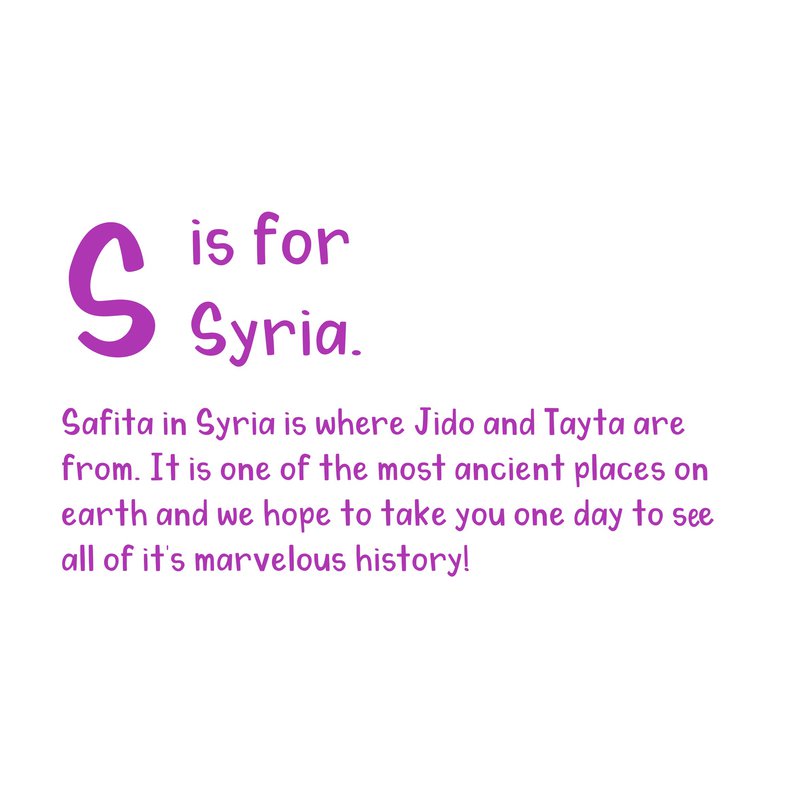 S is for
Syria.
Safita in Syria is where Jido and Tayta are
from. It is one of the most ancient places on
earth and we hope to take you one day to see
all of it's marvelous history!